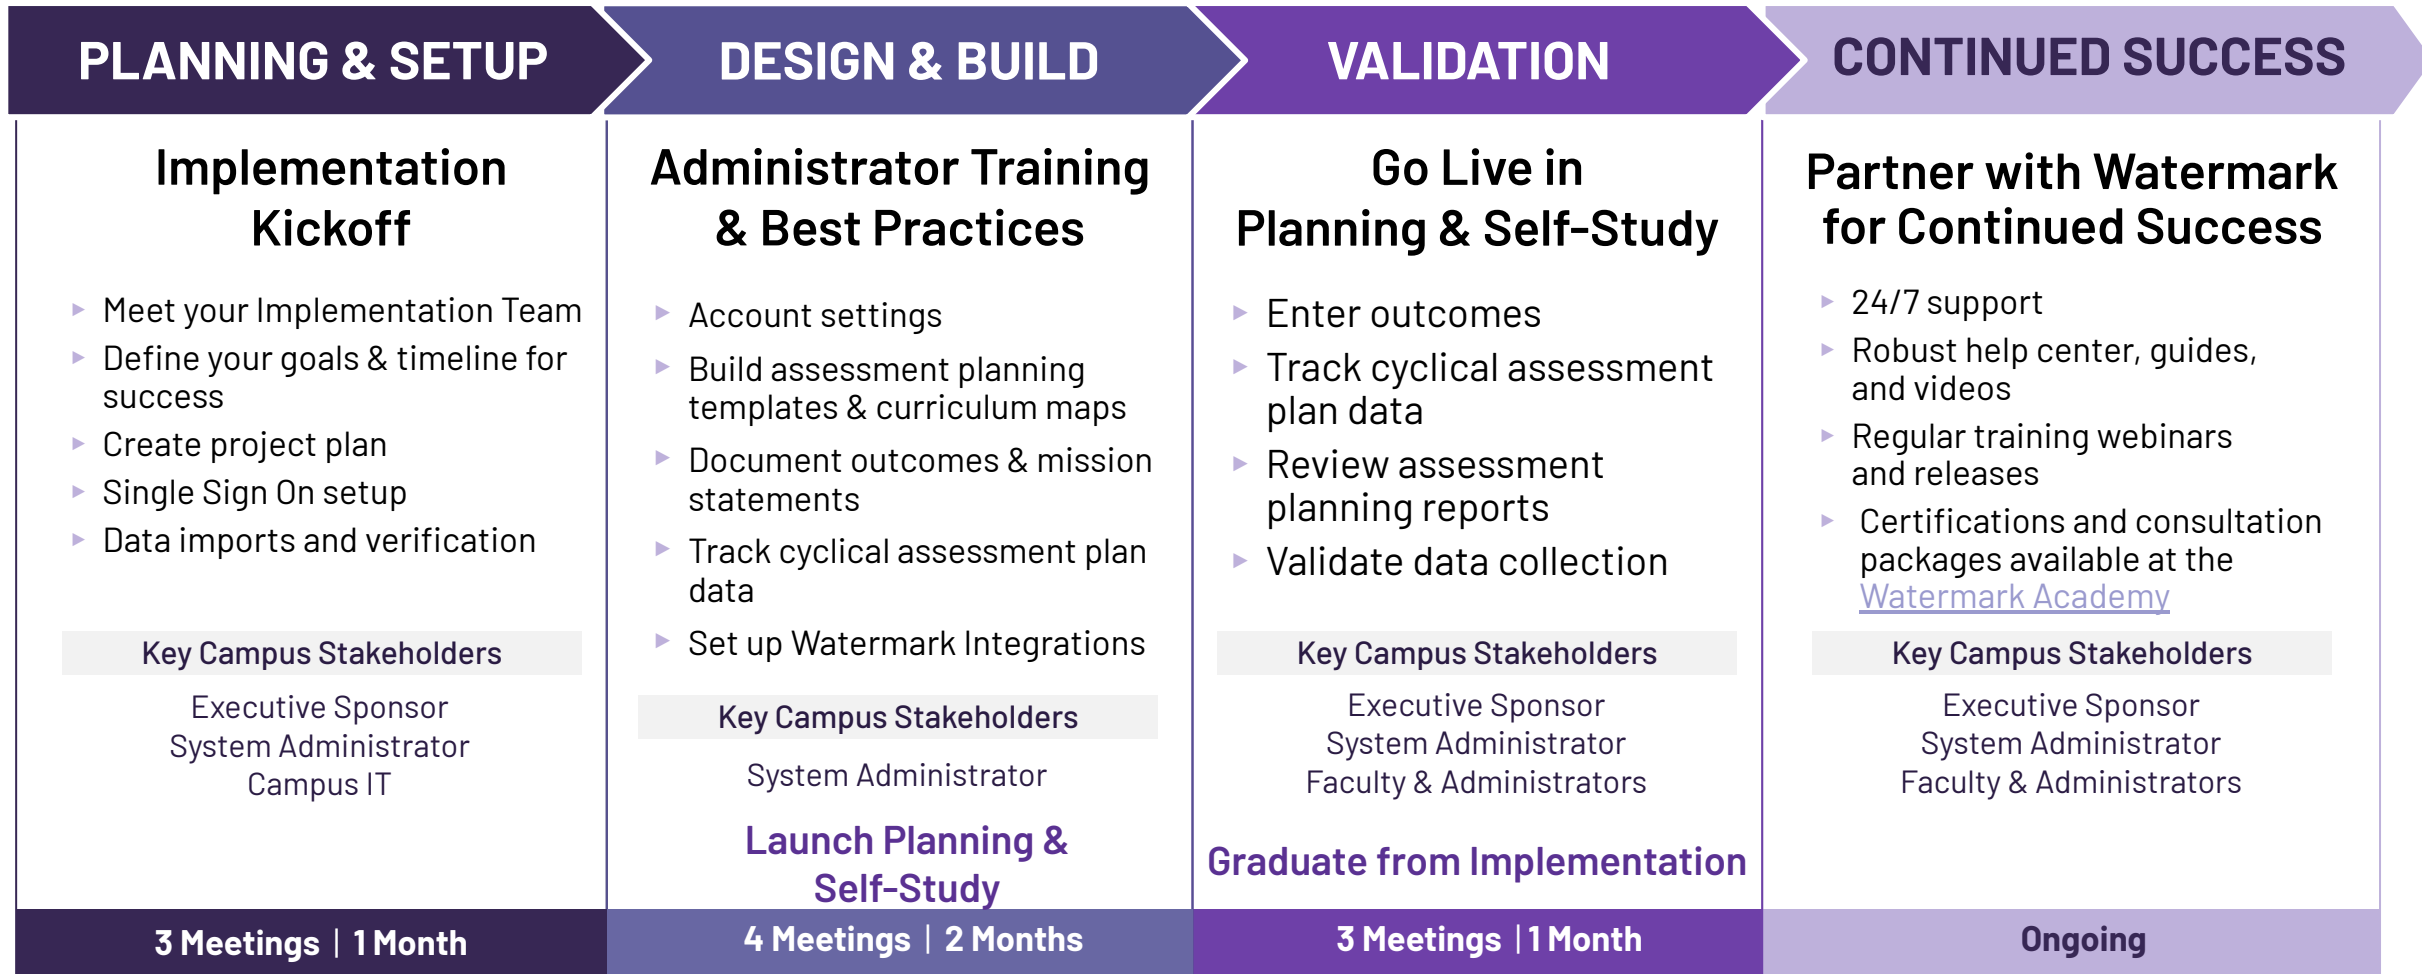 PLANNING & SETUP
Implementation
Kickoff
Meet your Implementation Team
Define your goals & timeline for
success
Create project plan
Single Sign On setup
Data imports and verification
Key Campus Stakeholders
Executive Sponsor
System Administrator
Campus IT
3 Meetings | 1 Month
DESIGN & BUILD
Administrator Training
& Best Practices
Account settings
Build assessment planning
templates & curriculum maps
Document outcomes & mission
statements
Track cyclical assessment plan
data
Set up Watermark Integrations
Key Campus Stakeholders
System Administrator
Launch Planning &
Self-Study
4 Meetings | 2 Months
VALIDATION
Go Live in
Planning & Self-Study
Enter outcomes
Track cyclical assessment
plan data
Review assessment
planning reports
Validate data collection
Key Campus Stakeholders
Executive Sponsor
System Administrator
Faculty & Administrators
Graduate from Implementation
3 Meetings | 1 Month
CONTINUED SUCCESS
Partner with Watermark
for Continued Success
24/7 support
Robust help center, guides,
and videos
Regular training webinars
and releases
Certifications and consultation
packages available at the
Watermark Academy
Key Campus Stakeholders
Executive Sponsor
System Administrator
Faculty & Administrators
Ongoing